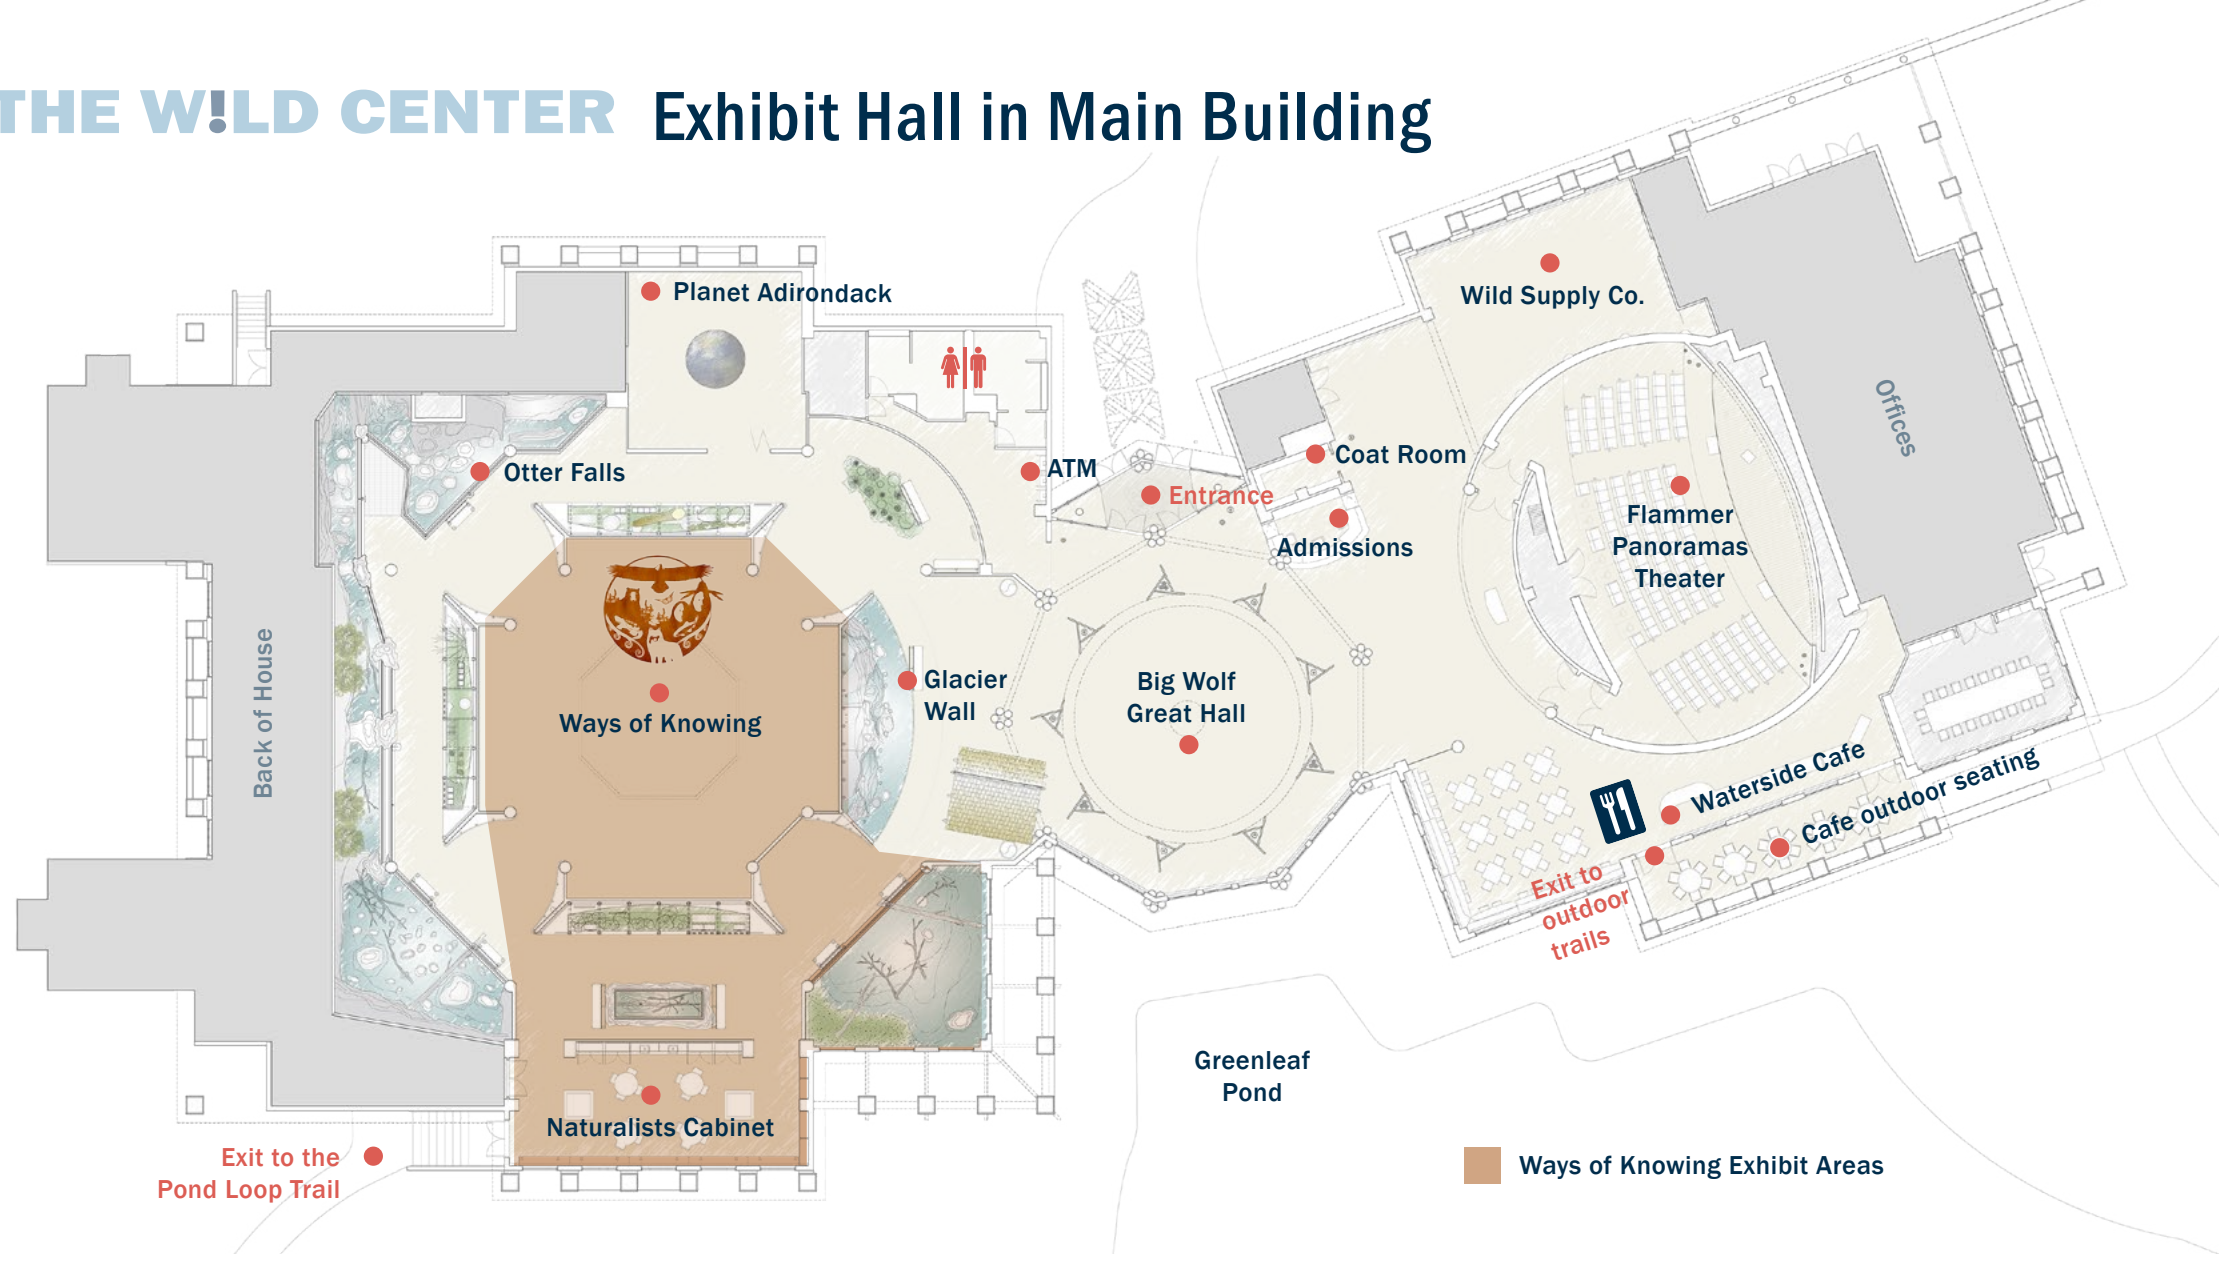 THE W!LD CENTER Exhibit Hall in Main Building
Planet Adirondack
Wild Supply Co.
Offices
Otter Falls
ATM
Entrance
Coat Room
Admissions
Flammer
Panoramas
Theater
Back of House
Ways of Knowing
Glacier
Wall
Big Wolf
Great Hall
Waterside Cafe
Cafe outdoor seating
Exit to
outdoor
trails
Greenleaf
Pond
Naturalists Cabinet
Exit to the
Pond Loop Trail
Ways of Knowing Exhibit Areas